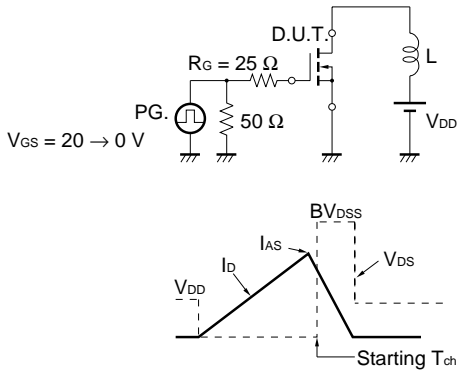 D.U.T.
RG = 25 Ω
L
PG.
50 Ω
VDD
VGS = 20 → 0 V
BVDSS
IAS
ID
VDD
VDS
Starting Tch